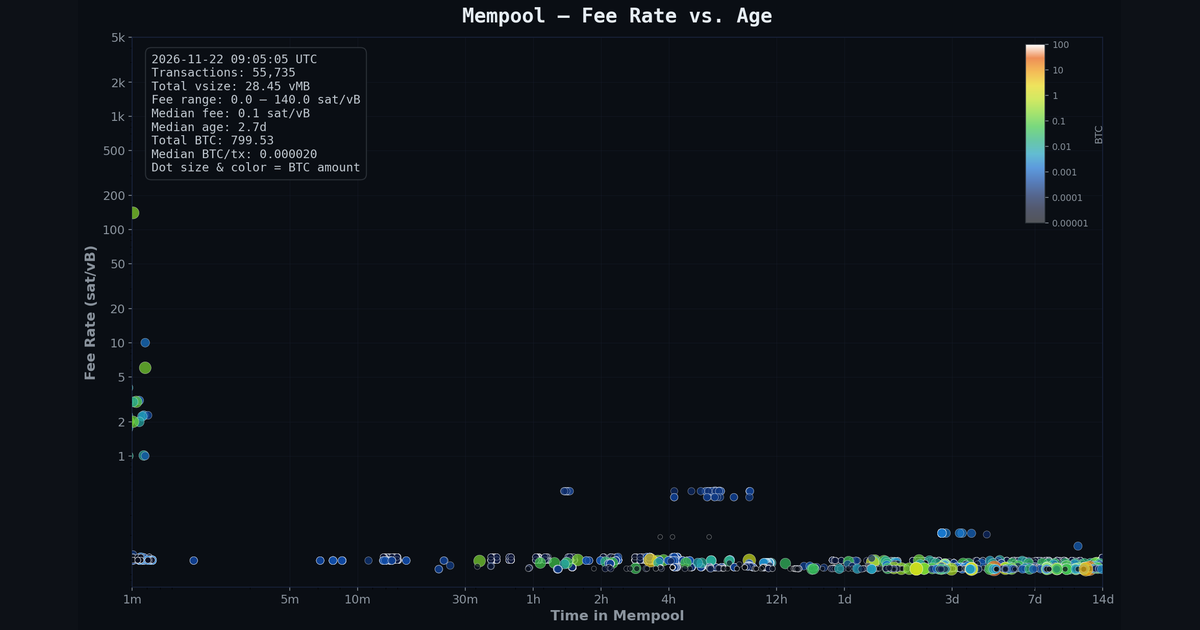 Mempool — Fee Rate vs. Age
2026-11-22 09:05:05 UTC
Transactions: 55,735
Total vsize: 28.45 vMB
Fee range: 0.0 – 140.0 sat/vB
Median fee: 0.1 sat/vB
Median age: 2.7d
Total BTC: 799.53
Median BTC/tx: 0.000020
Dot size & color = BTC amount
5k
2k
1k
500
200
100
50
20
10
5
2
1
Fee Rate (sat/vB)
100
10
1
0.1
0.01
0.001
0.0001
0.00001
BTC
1m 5m 10m 30m 1h 2h 4h 12h 1d 3d 7d 14d
Time in Mempool